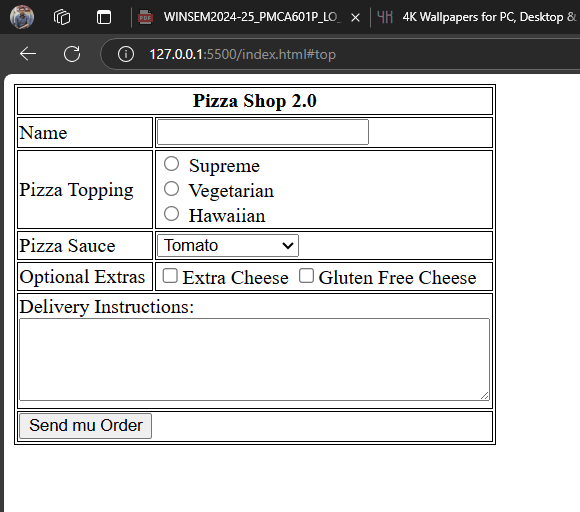 WINSEM2024-25_PMCA601P_LO_
4K Wallpapers for PC, Desktop &
127.0.0.1:5500/index.html#top
Pizza Shop 2.0
Name
Pizza Topping
Supreme
Vegetarian
Hawaiian
Pizza Sauce Tomato
Optional Extras Extra Cheese Gluten Free Cheese
Delivery Instructions:
Send mu Order